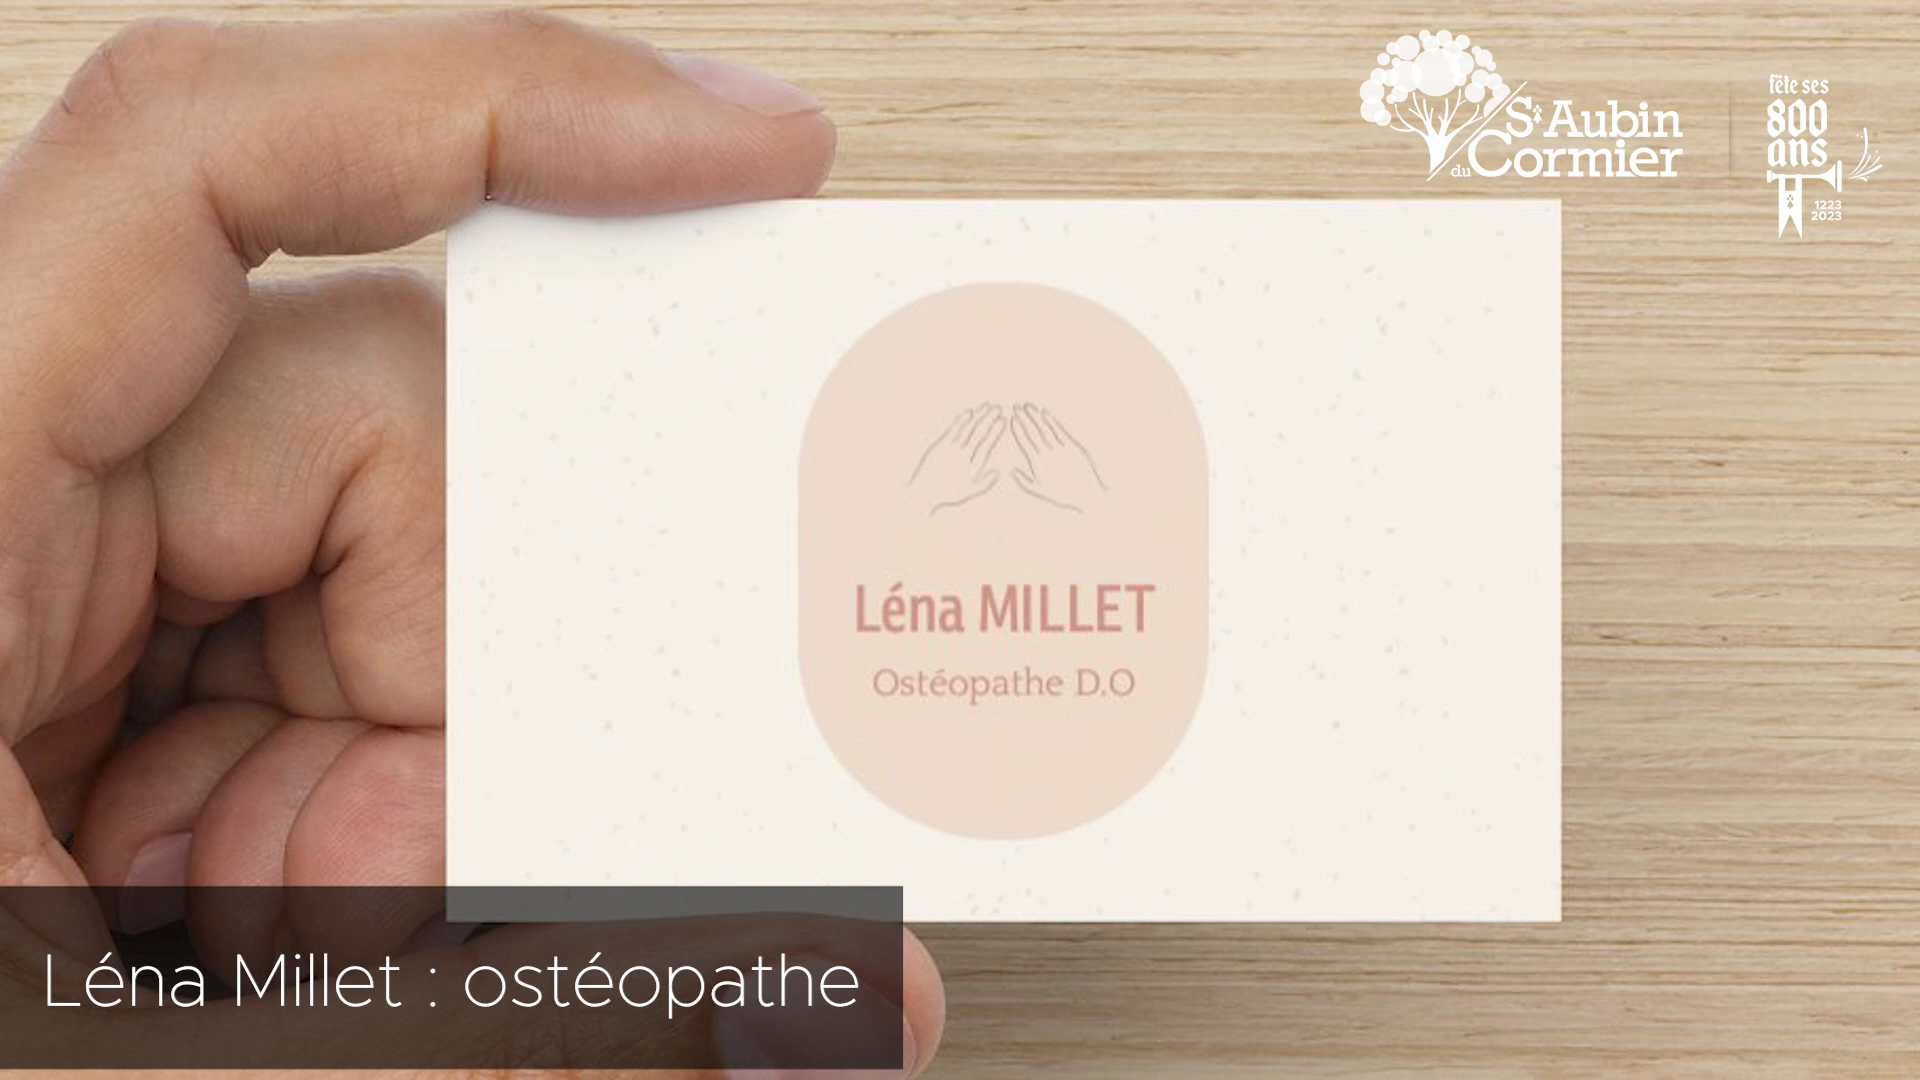 St Aubin
du Cormier
fête ses
800
ans
1223
2023
Léna MILLET
Ostéopathe D.O
Léna Millet : ostéopathe